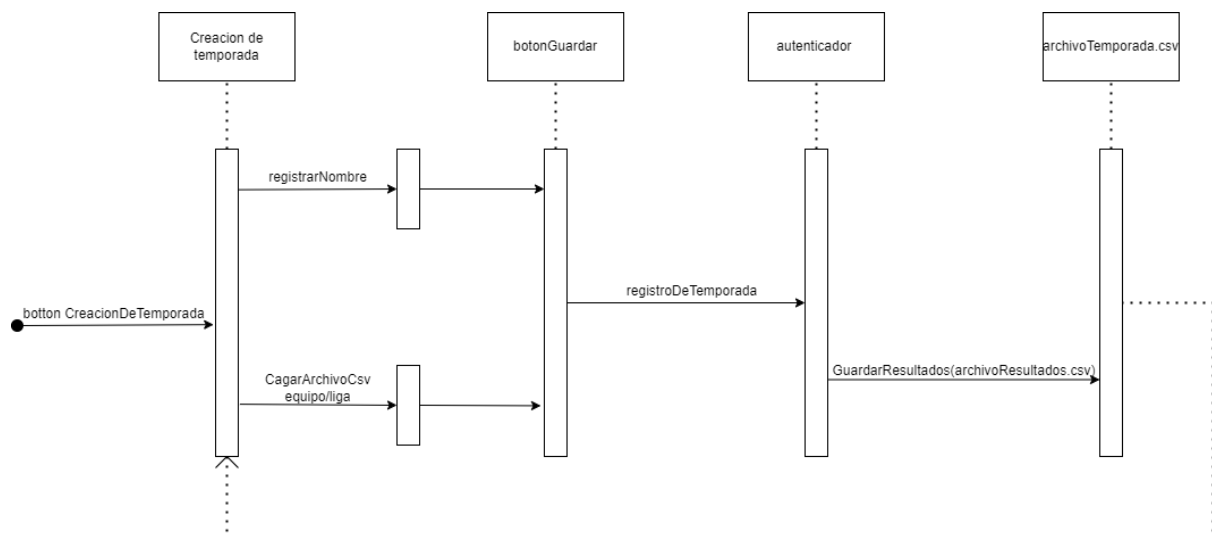 Creacion de
temporada
botonGuardar
autenticador
archivoTemporada.csv
registrarNombre
registroDeTemporada
botton CreacionDeTemporada
GuardarResultados(archivoResultados.csv)
CagarArchivoCsv
equipo/liga